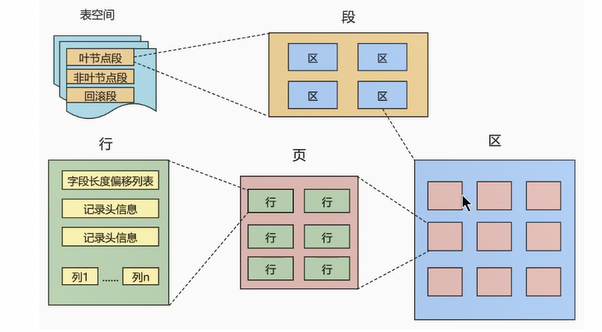 表空间
叶节点段
非叶节点段
回滚段
段
区
区
区
区
行
字段长度偏移列表
记录头信息
记录头信息
列1 ...... 列n
页
行 行
行 行
行 行
区